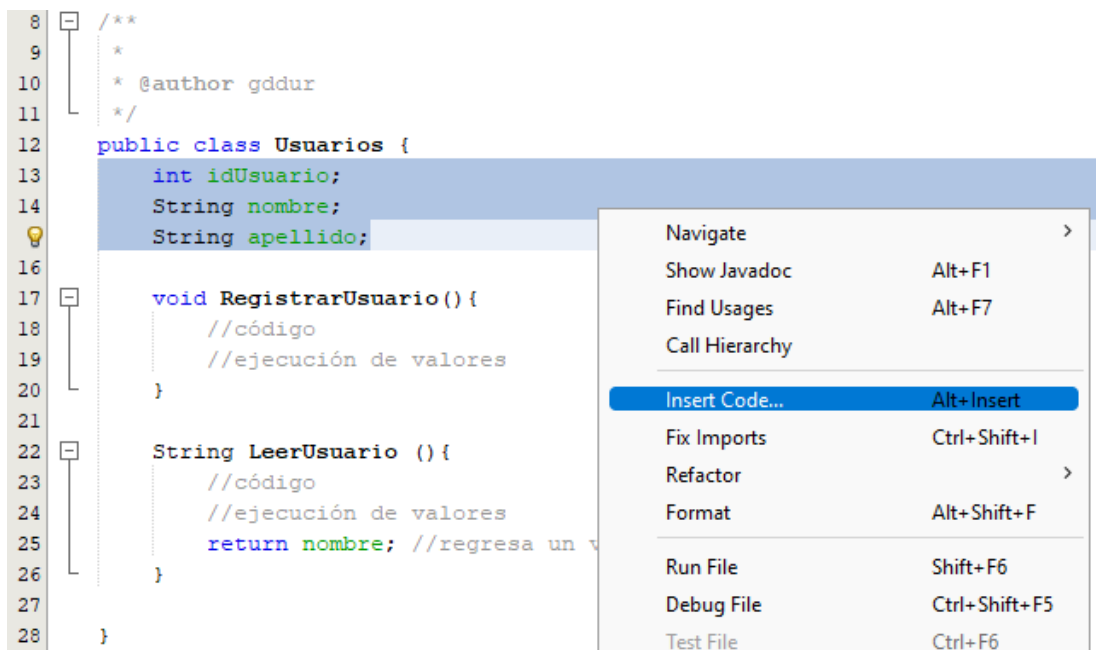 8 /**
9 *
10 * @author gddur
11 */
12 public class Usuarios {
13 int idUsuario;
14 String nombre;
String apellido;
16
17 void RegistrarUsuario(){
18 //código
19 //ejecución de valores
20 }
21
22 String LeerUsuario (){
23 //código
24 //ejecución de valores
25 return nombre; //regresa un
26 }
27
28 }
Navigate >
Show Javadoc Alt+F1
Find Usages Alt+F7
Call Hierarchy
Insert Code... Alt+Insert
Fix Imports Ctrl+Shift+I
Refactor >
Format Alt+Shift+F
Run File Shift+F6
Debug File Ctrl+Shift+F5
Test File Ctrl+F6